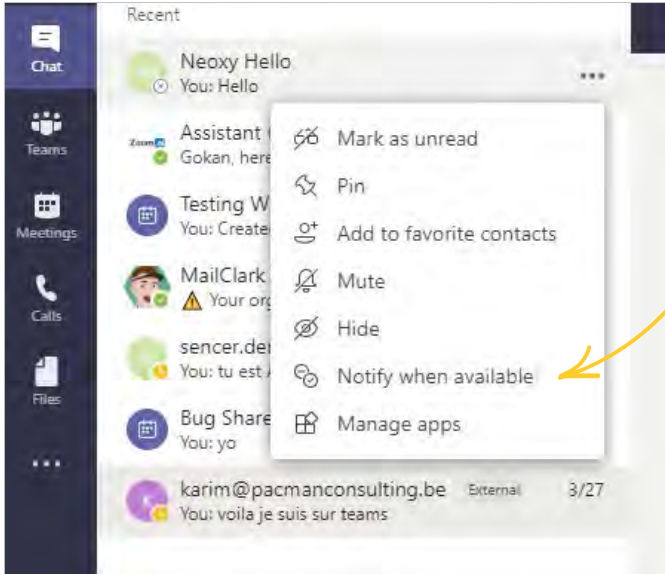 Recent
Chat
Neoxy Hello
You: Hello
Teams
Assistant
Gokan, here
Mark as unread
Pin
Meetings
Testing W
You: Create
Add to favorite contacts
Calls
MailClark
Your org
Mute
Hide
Files
sencer.de
You: tu est
Notify when available
Bug Share
You: yo
Manage apps
karim@pacmanconsulting.be External 3/27
You: voila je suis sur teams